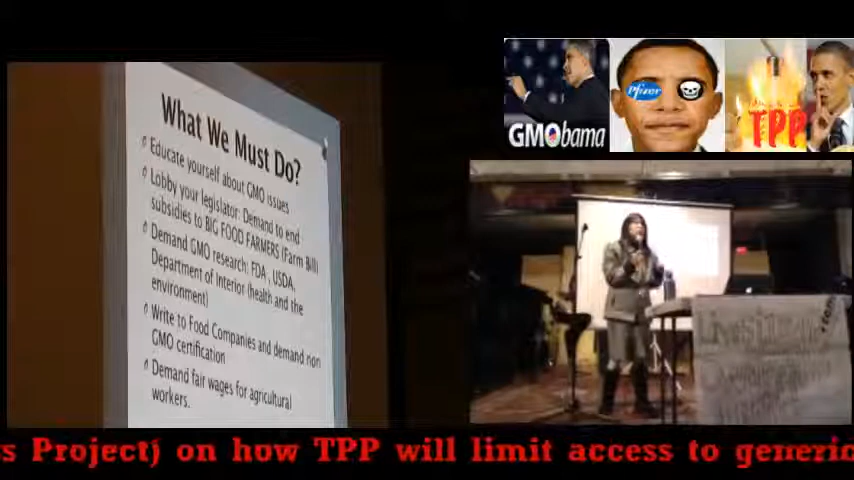 What We Must Do?
Educate yourself about GMO issues
Lobby your legislator: Demand to end
subsidies to BIG FOOD FARMERS (Farm Bill)
Demand GMO research: FDA , USDA,
Department of Interior (health and the
environment)
Write to Food Companies and demand non
GMO certification
Demand fair wages for agricultural
workers.
GMObama
Pfizer
TPP
s Project) on how TPP will limit access to generic